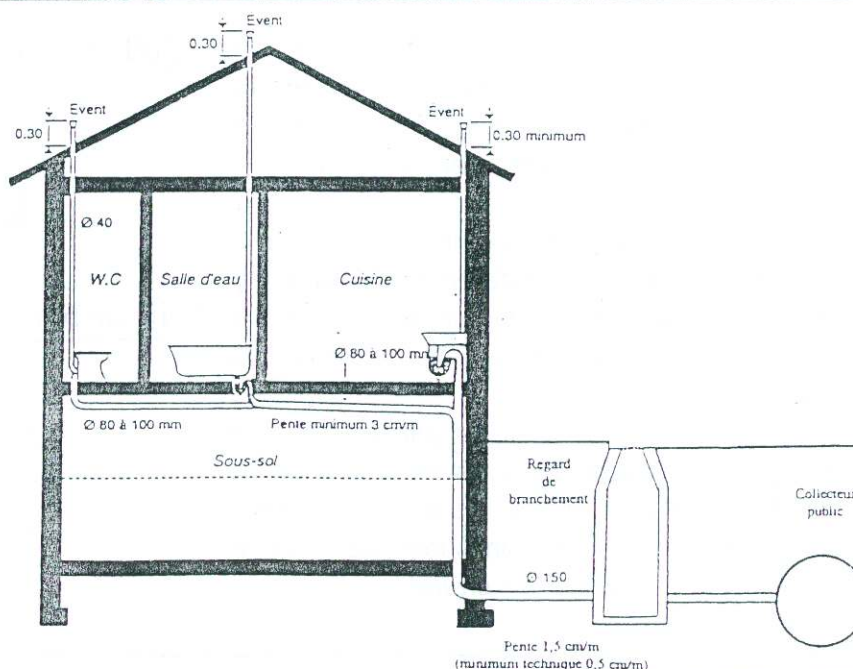 Event
0.30
Event
0.30
Event
0.30 minimum
Ø 40
W.C
Salle d'eau
Cuisine
Ø 80 à 100 mm
Ø 80 à 100 mm
Pente minimum 3 cm/m
Sous-sol
Regard
de
branchement
Collecteur
public
Ø 150
Pente 1,5 cm/m
(minimum technique 0,5 cm/m)